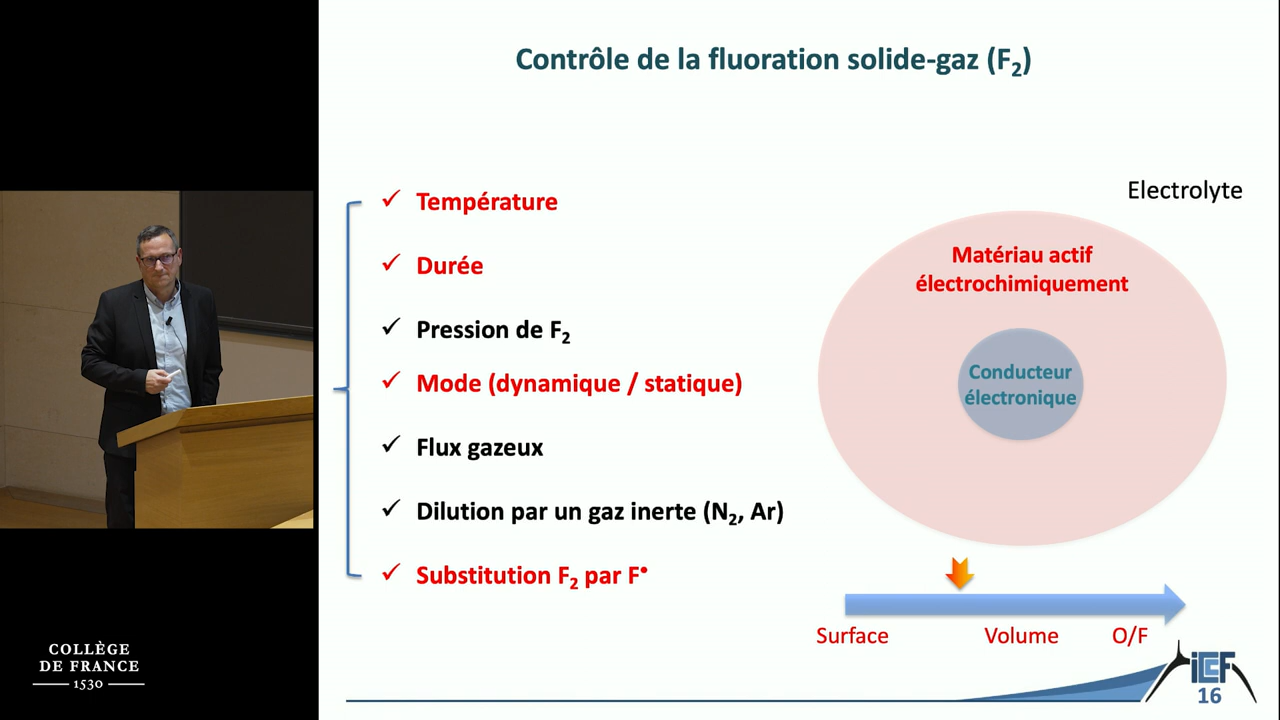 Contrôle de la fluoration solide-gaz (F₂)
✓ Température
✓ Durée
✓ Pression de F₂
✓ Mode (dynamique / statique)
✓ Flux gazeux
✓ Dilution par un gaz inerte (N₂, Ar)
✓ Substitution F₂ par F•
Electrolyte
Matériau actif
électrochimiquement
Conducteur
électronique
Surface
Volume
O/F
COLLÈGE
DE FRANCE
1530
iCCF
16